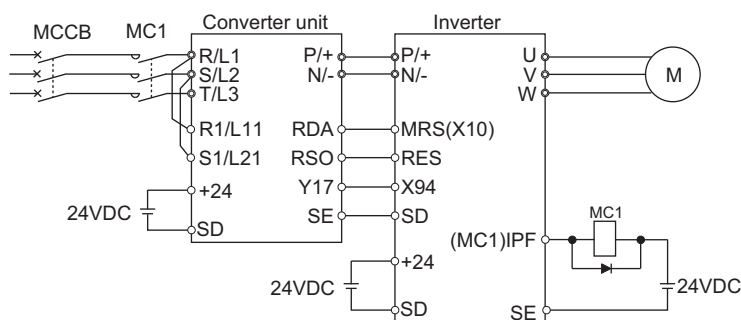 MCCB MC1 Converter unit Inverter
R/L1 P/+ P/+ U
S/L2 N/- N/- V M
T/L3 W
R1/L11 RDA MRS(X10)
S1/L21 RSO RES
+24 Y17 X94
24VDC
SD SE SD
MC1
(MC1)IPF
+24
24VDC 24VDC
SD SE